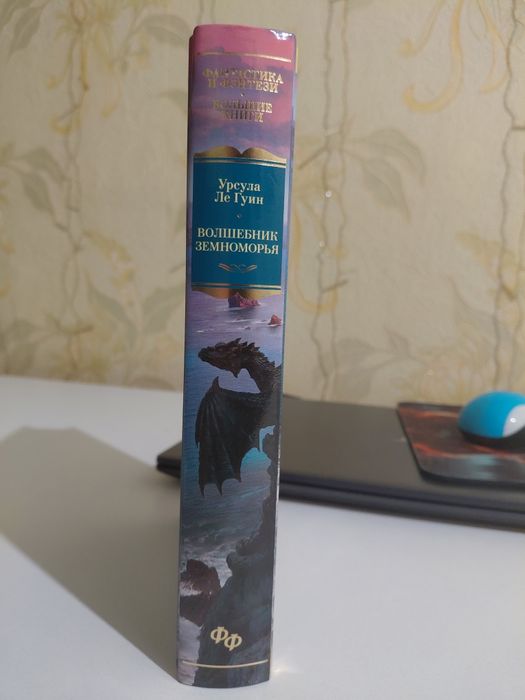 ФАНТАСТИКА
И ФЭНТЕЗИ
БОЛЬШИЕ
КНИГИ
Урсула
Ле Гуин
ВОЛШЕБНИК
ЗЕМНОМОРЬЯ
ФФ